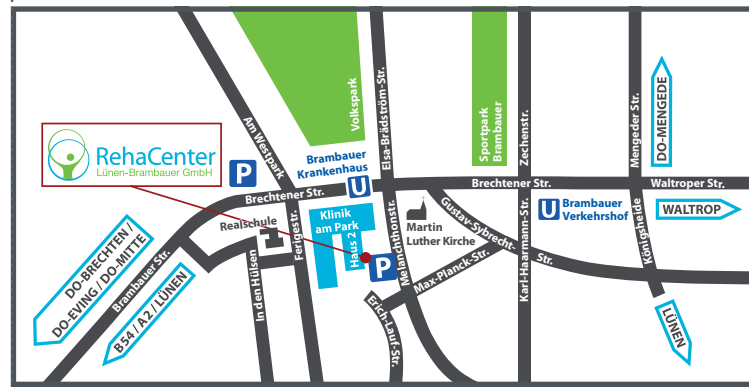 Volkspark
Elsa-Brädström-Str.
Sportpark
Brambauer
Zechenstr.
Mengeder Str.
DO-MENGEDE
Am Westpark
RehaCenter
Lünen-Brambauer GmbH
P
Brambauer
Krankenhaus
U
Brechtener Str.
Brechtener Str.
Waltroper Str.
Klinik
am Park
Haus 2
Realschule
Ferigestr.
Melanchthonstr.
Martin
Luther Kirche
Gustav-Sybrecht-
Str.
U
Brambauer
Verkehrshof
WALTROP
Königsheide
DO-BRECHTEN /
DO-EVING / DO-MITTE
Brambauer Str.
B54 / A2 / LÜNEN
In den Hülsen
P
Max-Planck-Str.
Erich-Lauf-Str.
Karl-Haarmann-Str.
LÜNEN